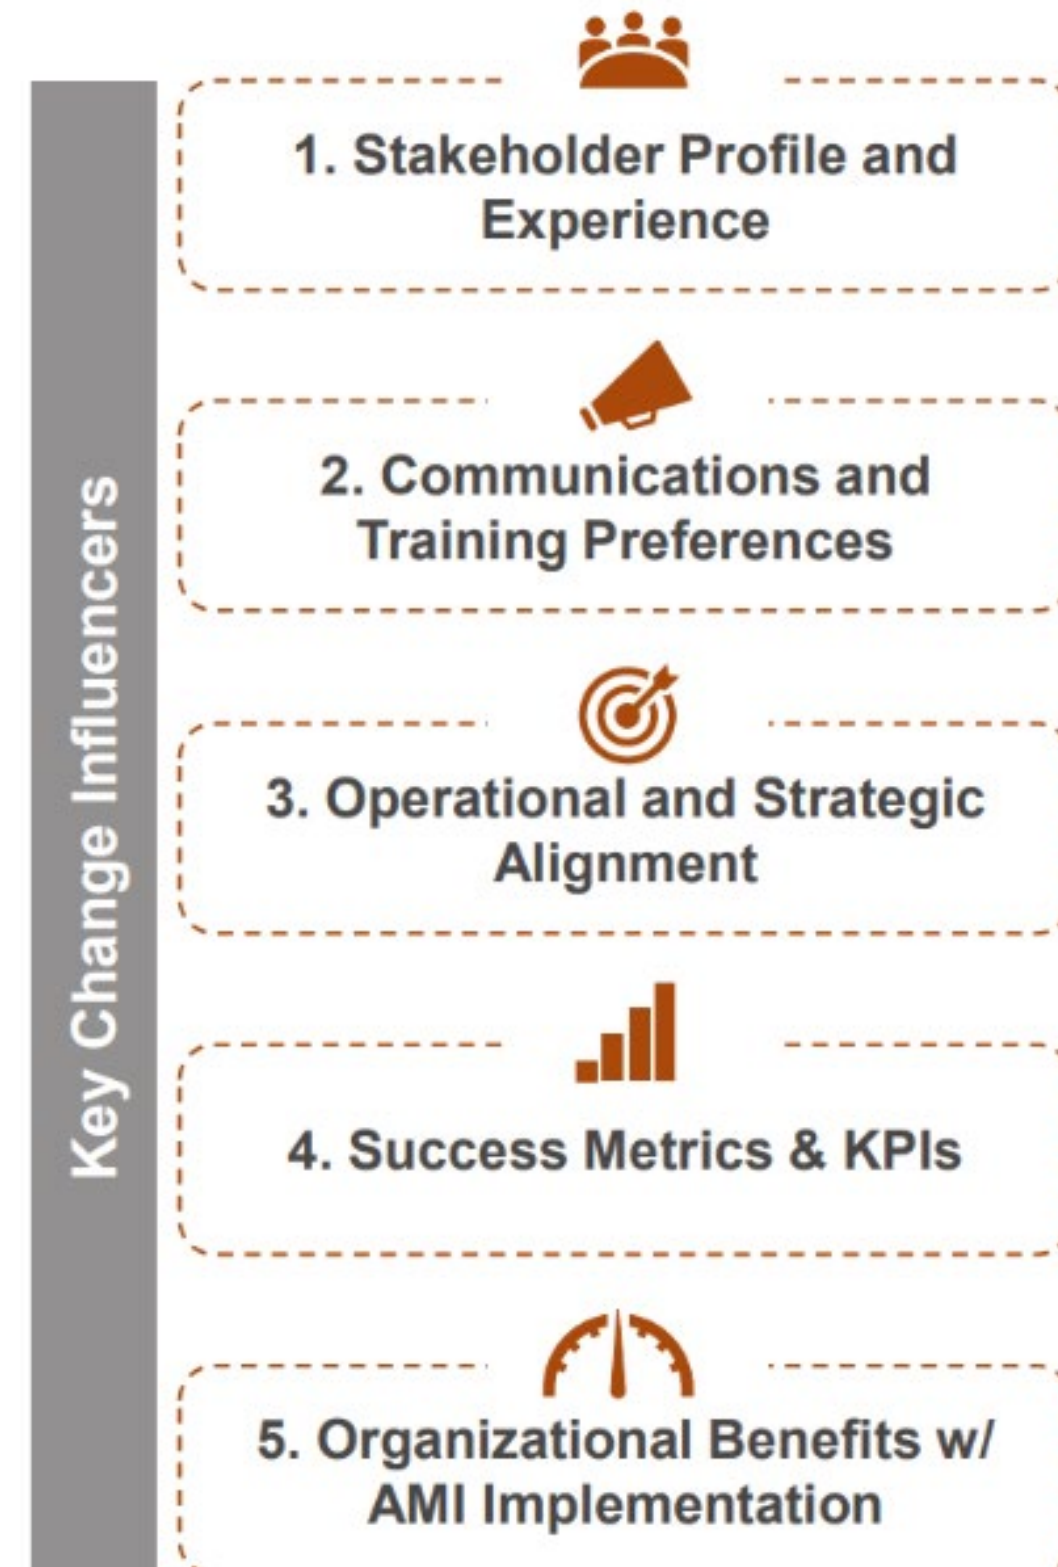 Key Change Influencers
1. Stakeholder Profile and
Experience
2. Communications and
Training Preferences
3. Operational and Strategic
Alignment
4. Success Metrics & KPIs
5. Organizational Benefits w/
AMI Implementation